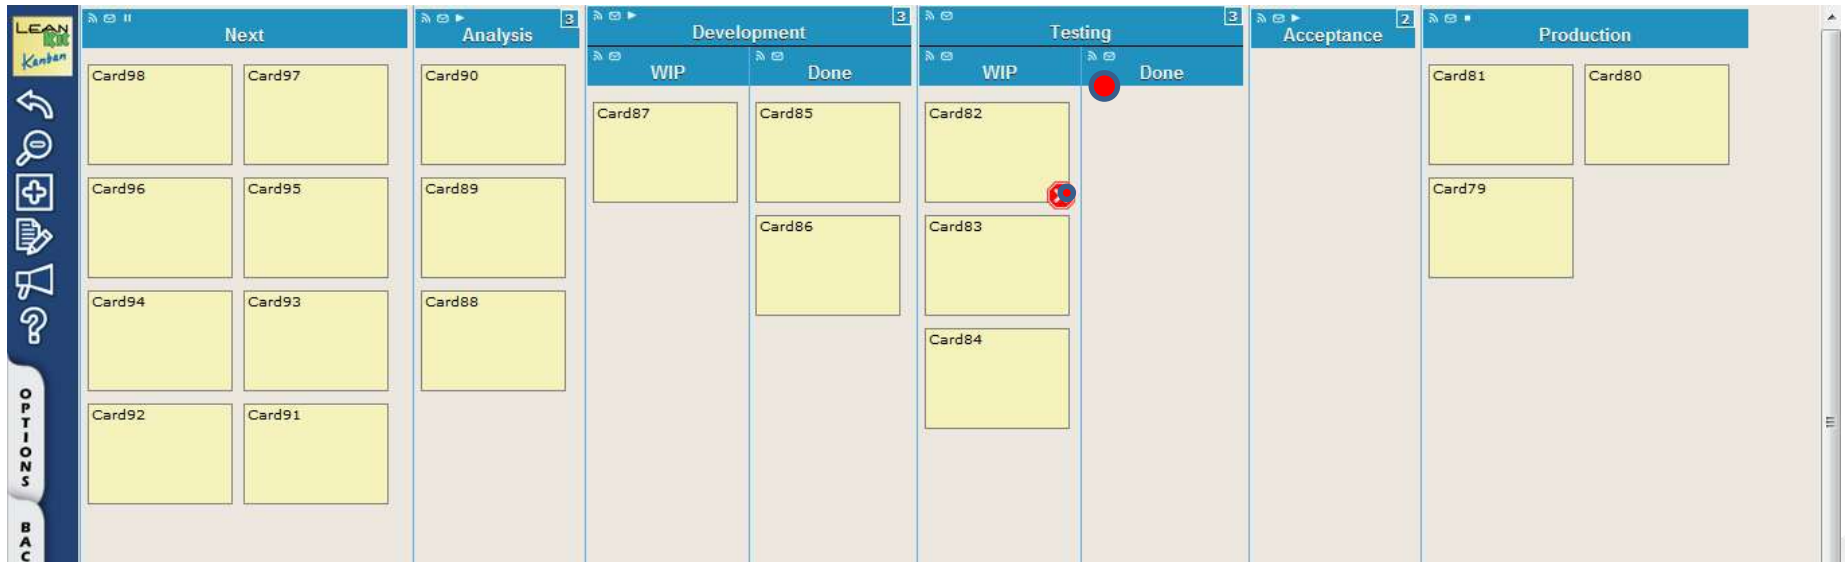 LEAN
Kit
Kanban
OPTIONS
BAC
Next
Card98
Card97
Card96
Card95
Card94
Card93
Card92
Card91
3
Analysis
Card90
Card89
Card88
3
Development
WIP
Done
Card87
Card85
Card86
3
Testing
WIP
Done
Card82
Card83
Card84
2
Acceptance
Production
Card81
Card80
Card79